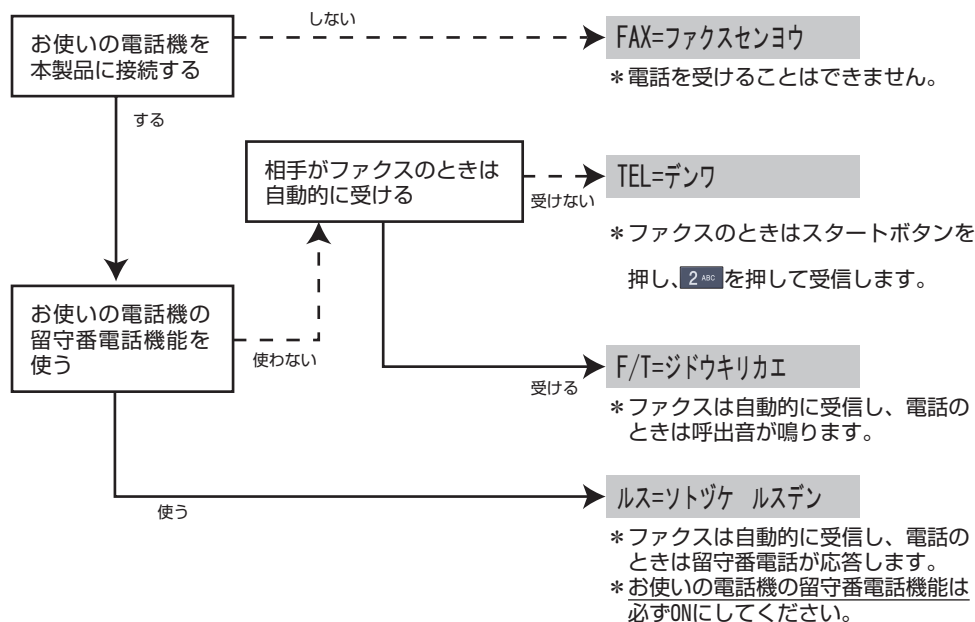 お使いの電話機を
本製品に接続する
しない
FAX=ファクスセンヨウ
＊電話を受けることはできません。
する
相手がファクスのときは
自動的に受ける
受けない
TEL=デンワ
＊ファクスのときはスタートボタンを
押し、2 ABC を押して受信します。
お使いの電話機の
留守番電話機能を
使う
使わない
受ける
F/T=ジドウキリカエ
＊ファクスは自動的に受信し、電話の
ときは呼出音が鳴ります。
使う
ルス=ソトヅケ ルスデン
＊ファクスは自動的に受信し、電話の
ときは留守番電話が応答します。
＊お使いの電話機の留守番電話機能は
必ずONにしてください。